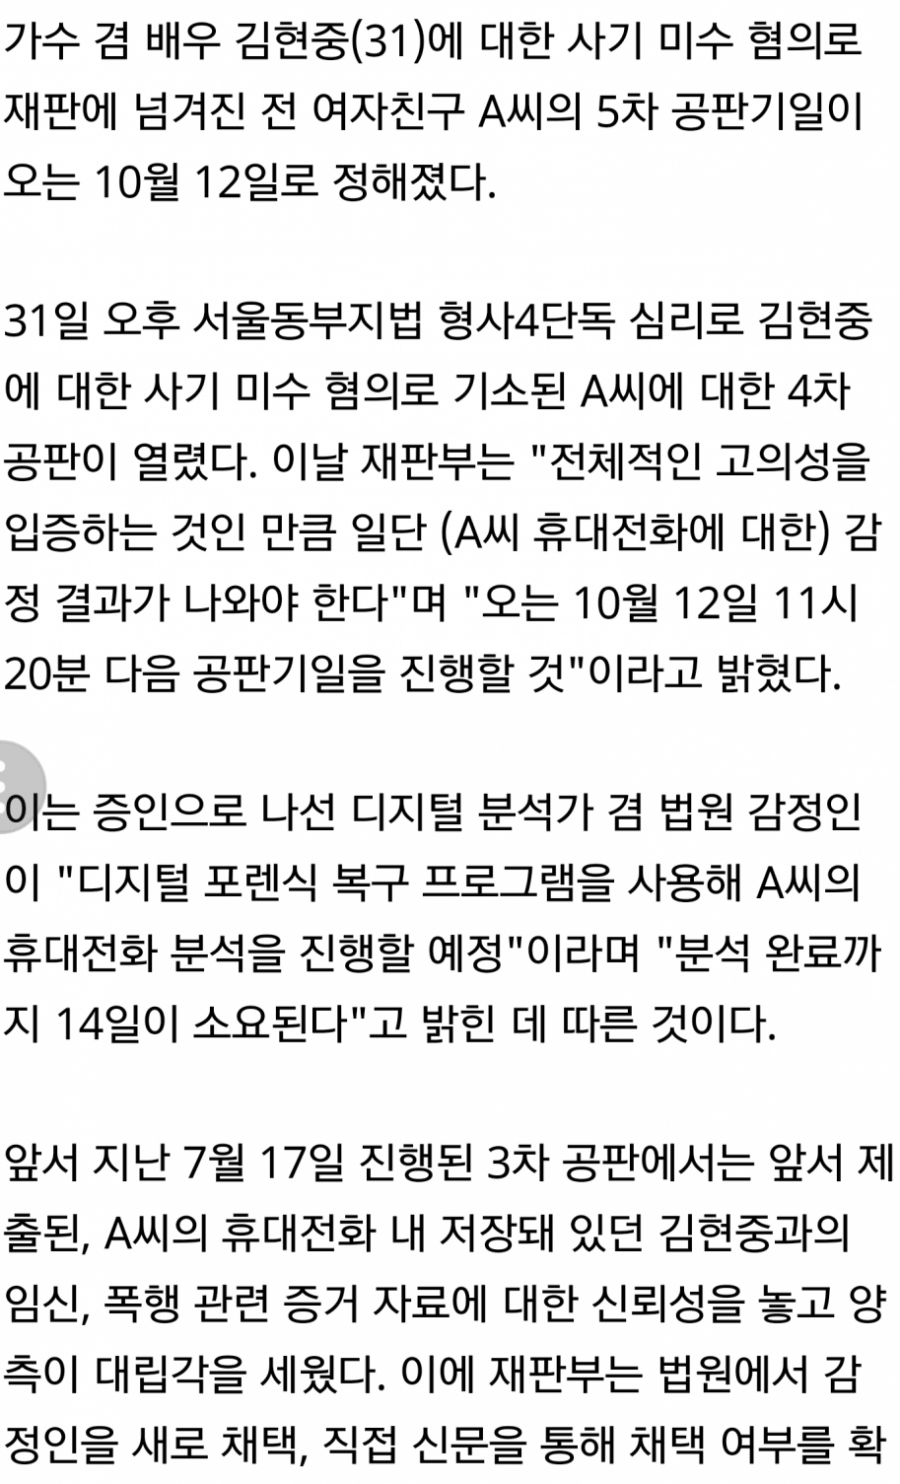 가수 겸 배우 김현중(31)에 대한 사기 미수 혐의로
재판에 넘겨진 전 여자친구 A씨의 5차 공판기일이
오는 10월 12일로 정해졌다.
31일 오후 서울동부지법 형사4단독 심리로 김현중
에 대한 사기 미수 혐의로 기소된 A씨에 대한 4차
공판이 열렸다. 이날 재판부는 "전체적인 고의성을
입증하는 것인 만큼 일단 (A씨 휴대전화에 대한) 감
정 결과가 나와야 한다"며 "오는 10월 12일 11시
20분 다음 공판기일을 진행할 것"이라고 밝혔다.
이는 증인으로 나선 디지털 분석가 겸 법원 감정인
이 "디지털 포렌식 복구 프로그램을 사용해 A씨의
휴대전화 분석을 진행할 예정"이라며 "분석 완료까
지 14일이 소요된다"고 밝힌 데 따른 것이다.
앞서 지난 7월 17일 진행된 3차 공판에서는 앞서 제
출된, A씨의 휴대전화 내 저장돼 있던 김현중과의
임신, 폭행 관련 증거 자료에 대한 신뢰성을 놓고 양
측이 대립각을 세웠다. 이에 재판부는 법원에서 감
정인을 새로 채택, 직접 신문을 통해 채택 여부를 확